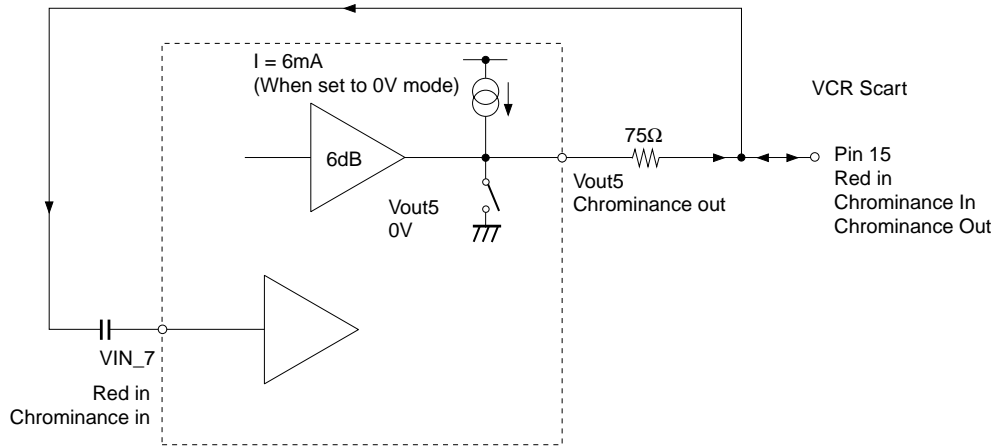 I = 6mA
(When set to 0V mode)
VCR Scart
6dB
75Ω
Pin 15
Red in
Chrominance In
Chrominance Out
Vout5
Chrominance out
Vout5
0V
VIN_7
Red in
Chrominance in